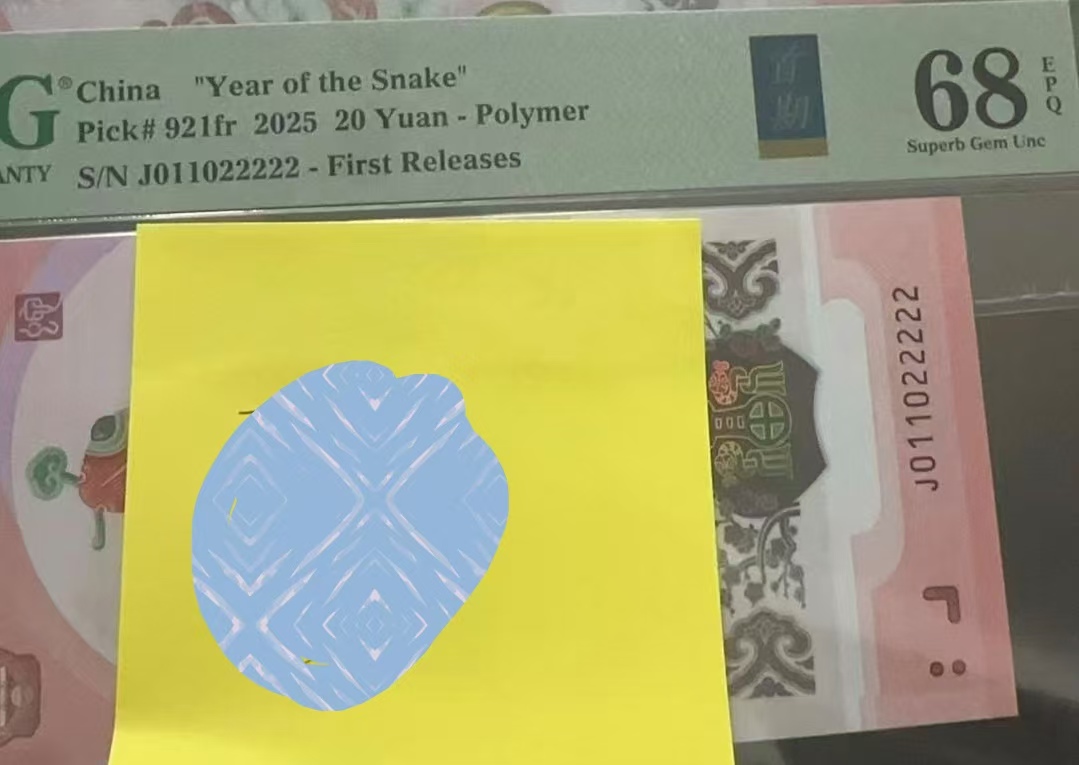 G® China "Year of the Snake"
Pick# 921fr 2025 20 Yuan - Polymer
ANTY S/N J011022222 - First Releases
首期
68 EPQ
Superb Gem Unc
J011022222